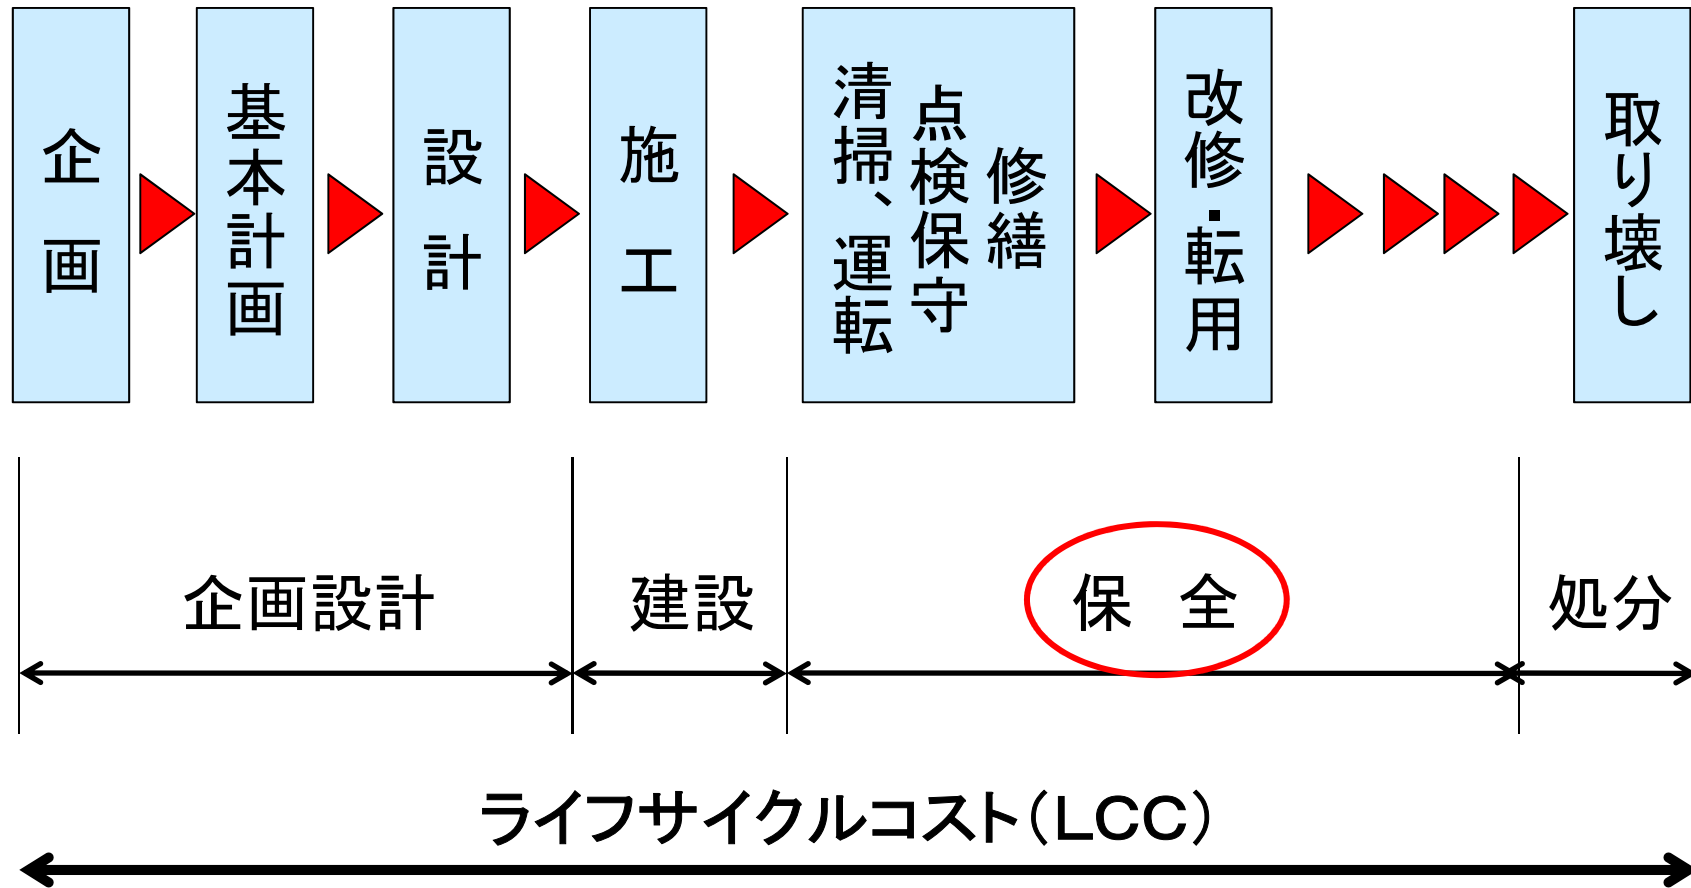 企画
基本計画
設計
施工
清掃、運転
点検保守
修繕
改修・転用
取り壊し
企画設計
建設
保全
処分
ライフサイクルコスト（LCC）